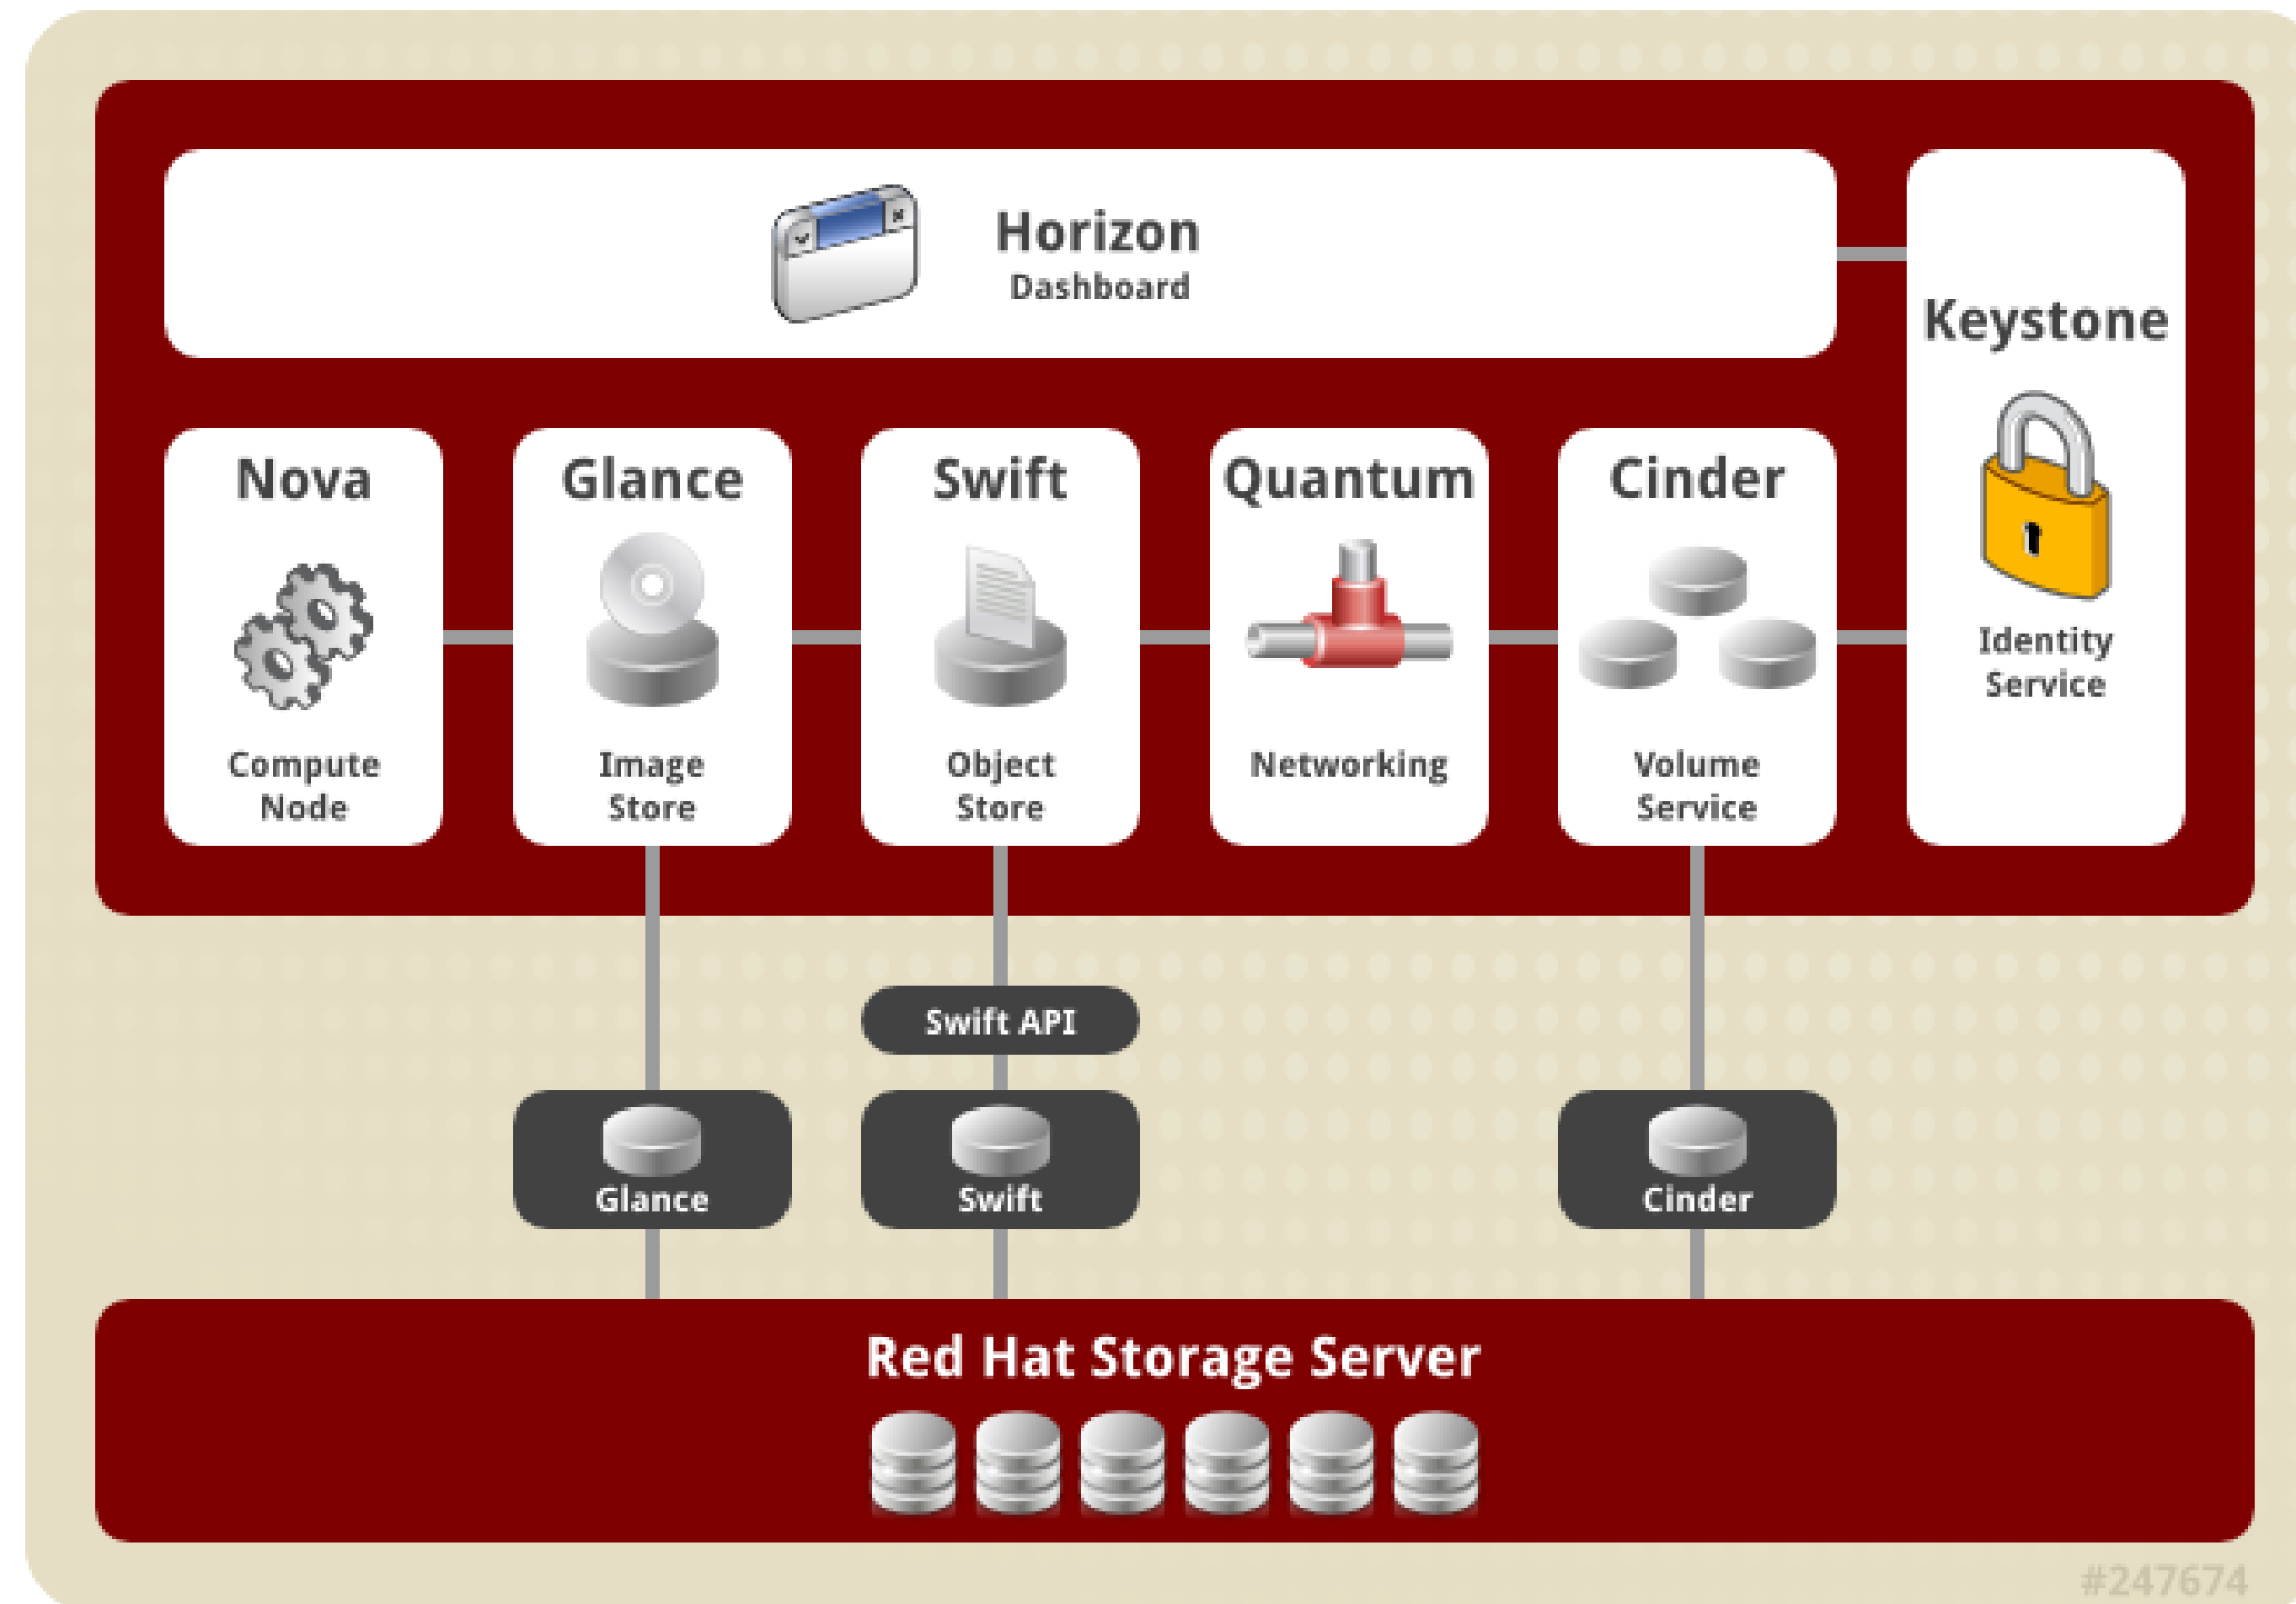 Horizon
Dashboard
Keystone
Identity
Service
Nova
Compute
Node
Glance
Image
Store
Swift
Object
Store
Quantum
Networking
Cinder
Volume
Service
Swift API
Glance
Swift
Cinder
Red Hat Storage Server
#247674